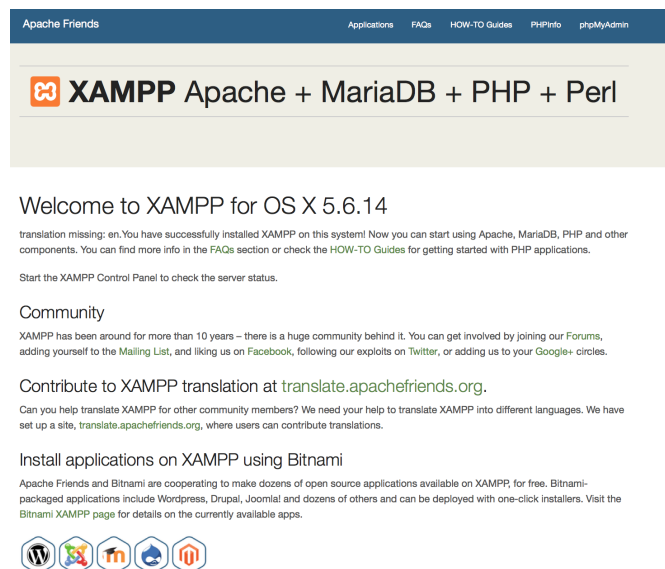 Apache Friends
Applications FAQs HOW-TO Guides PHPInfo phpMyAdmin
XAMPP Apache + MariaDB + PHP + Perl
Welcome to XAMPP for OS X 5.6.14
translation missing: en.You have successfully installed XAMPP on this system! Now you can start using Apache, MariaDB, PHP and other
components. You can find more info in the FAQs section or check the HOW-TO Guides for getting started with PHP applications.
Start the XAMPP Control Panel to check the server status.
Community
XAMPP has been around for more than 10 years – there is a huge community behind it. You can get involved by joining our Forums,
adding yourself to the Mailing List, and liking us on Facebook, following our exploits on Twitter, or adding us to your Google+ circles.
Contribute to XAMPP translation at translate.apachefriends.org.
Can you help translate XAMPP for other community members? We need your help to translate XAMPP into different languages. We have
set up a site, translate.apachefriends.org, where users can contribute translations.
Install applications on XAMPP using Bitnami
Apache Friends and Bitnami are cooperating to make dozens of open source applications available on XAMPP, for free. Bitnami-
packaged applications include Wordpress, Drupal, Joomla! and dozens of others and can be deployed with one-click installers. Visit the
Bitnami XAMPP page for details on the currently available apps.